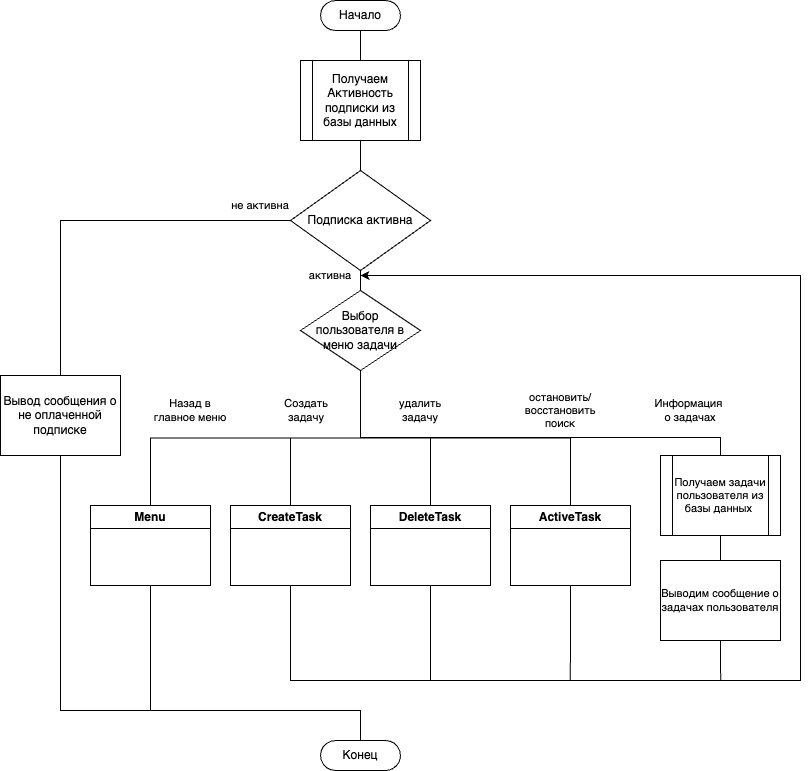 Начало
Получаем
Активность
подписки из
базы данных
не активна
Подписка активна
активна
Выбор
пользователя в
меню задачи
Вывод сообщения о
не оплаченной
подписке
Назад в
главное меню
Создать
задачу
удалить
задачу
остановить/
восстановить
поиск
Информация
о задачах
Получаем задачи
пользователя из
базы данных
Menu
CreateTask
DeleteTask
ActiveTask
Выводим сообщение о
задачах пользователя
Конец